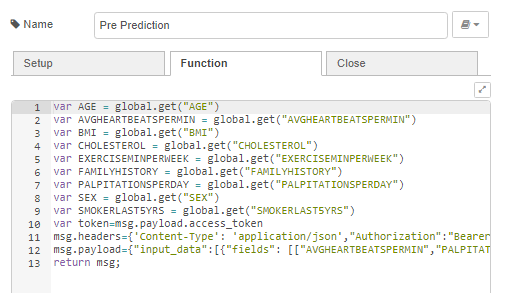 Name
Pre Prediction
Setup
Function
Close
1 var AGE = global.get("AGE")
2 var AVGHEARTBEATSPERMIN = global.get("AVGHEARTBEATSPERMIN")
3 var BMI = global.get("BMI")
4 var CHOLESTEROL = global.get("CHOLESTEROL")
5 var EXERCISEMINPERWEEK = global.get("EXERCISEMINPERWEEK")
6 var FAMILYHISTORY = global.get("FAMILYHISTORY")
7 var PALPITATIONSPERDAY = global.get("PALPITATIONSPERDAY")
8 var SEX = global.get("SEX")
9 var SMOKERLAST5YRS = global.get("SMOKERLAST5YRS")
10 var token=msg.payload.access_token
11 msg.headers={'Content-Type': 'application/json',"Authorization":"Bearer
12 msg.payload={"input_data":[{"fields": [["AVGHEARTBEATSPERMIN","PALPITAT
13 return msg;